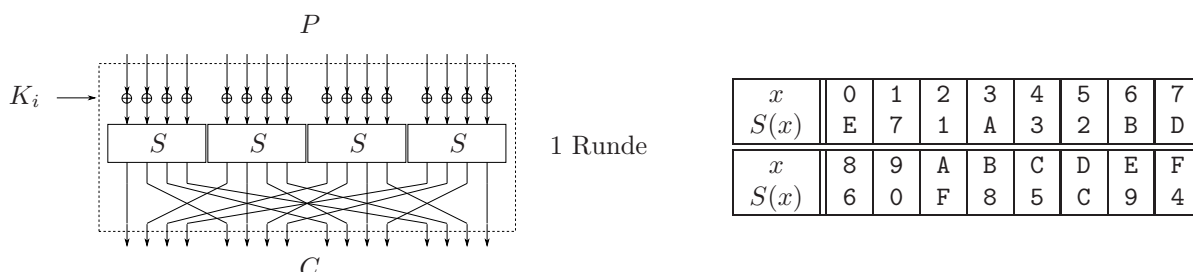 P
K_i
S S S S
1 Runde
C
x 0 1 2 3 4 5 6 7
S(x) E 7 1 A 3 2 B D
x 8 9 A B C D E F
S(x) 6 0 F 8 5 C 9 4